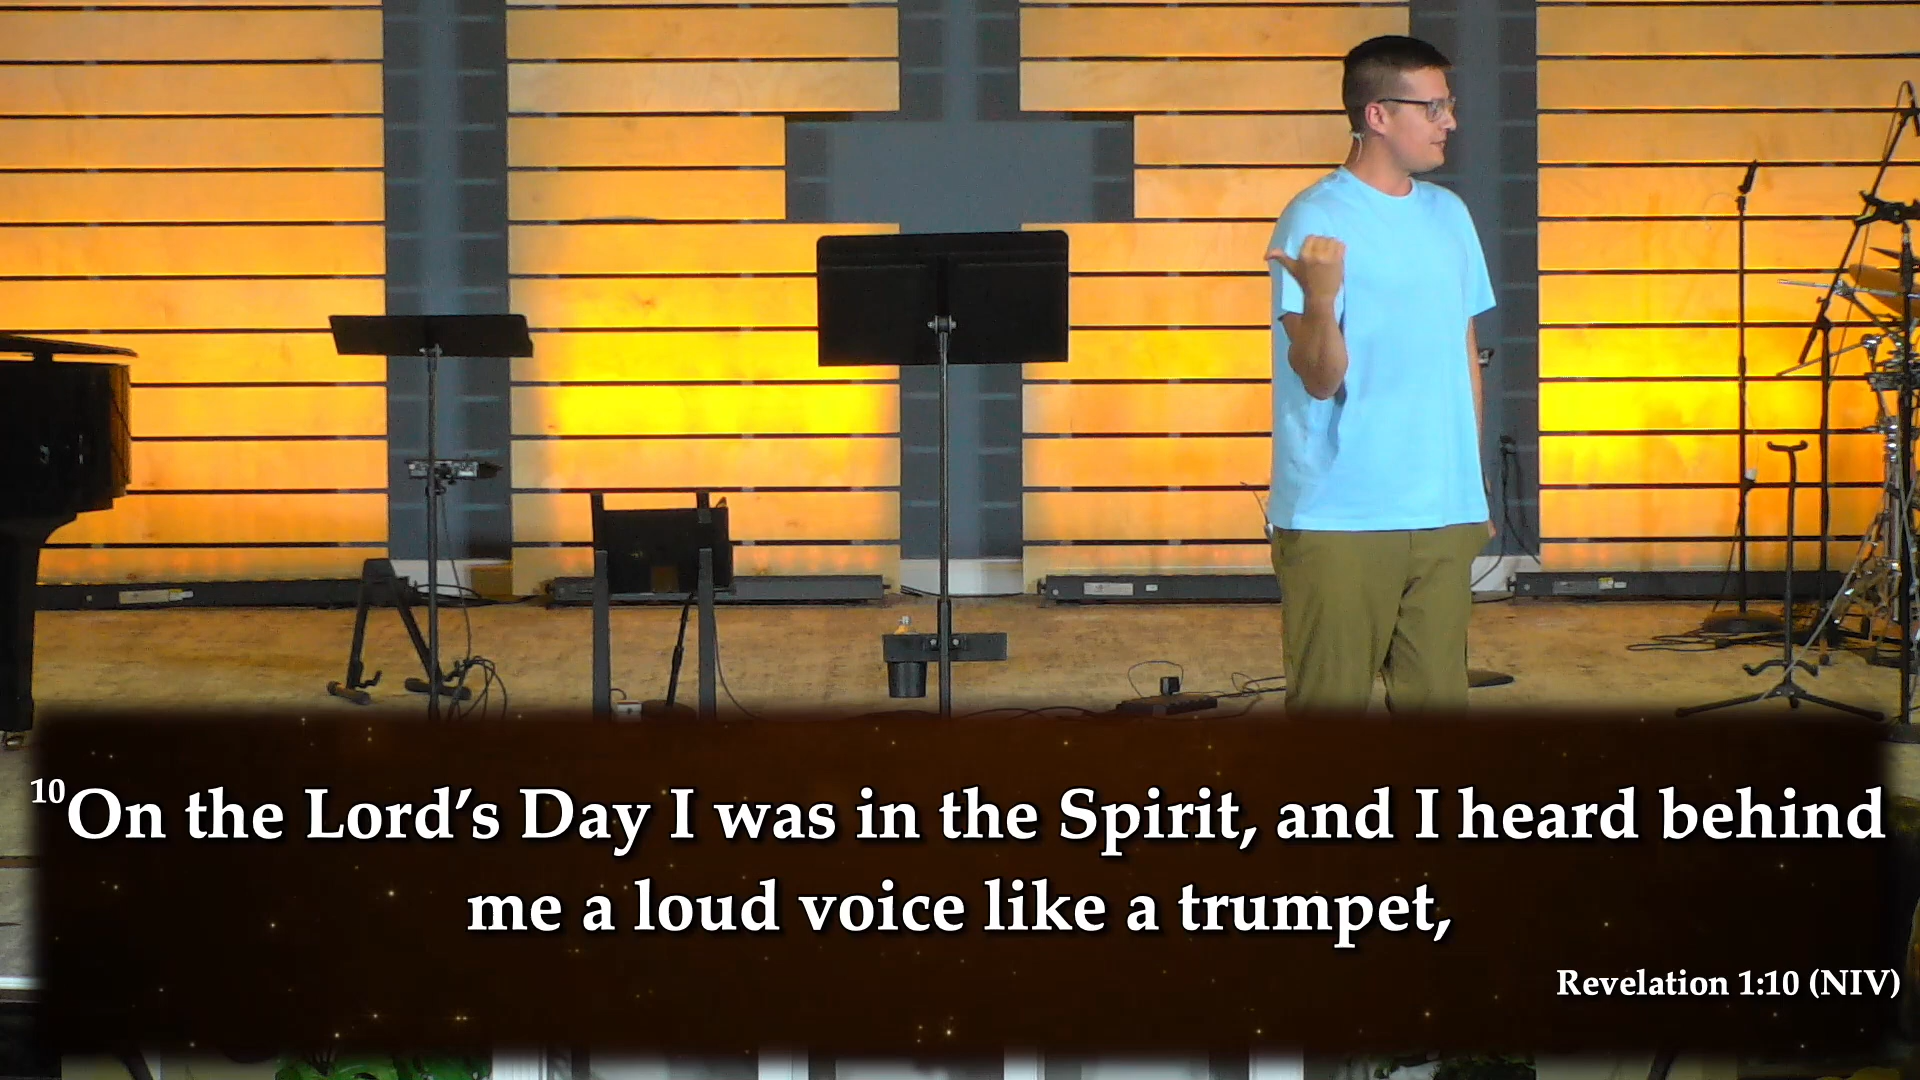 10On the Lord’s Day I was in the Spirit, and I heard behind
me a loud voice like a trumpet,
Revelation 1:10 (NIV)